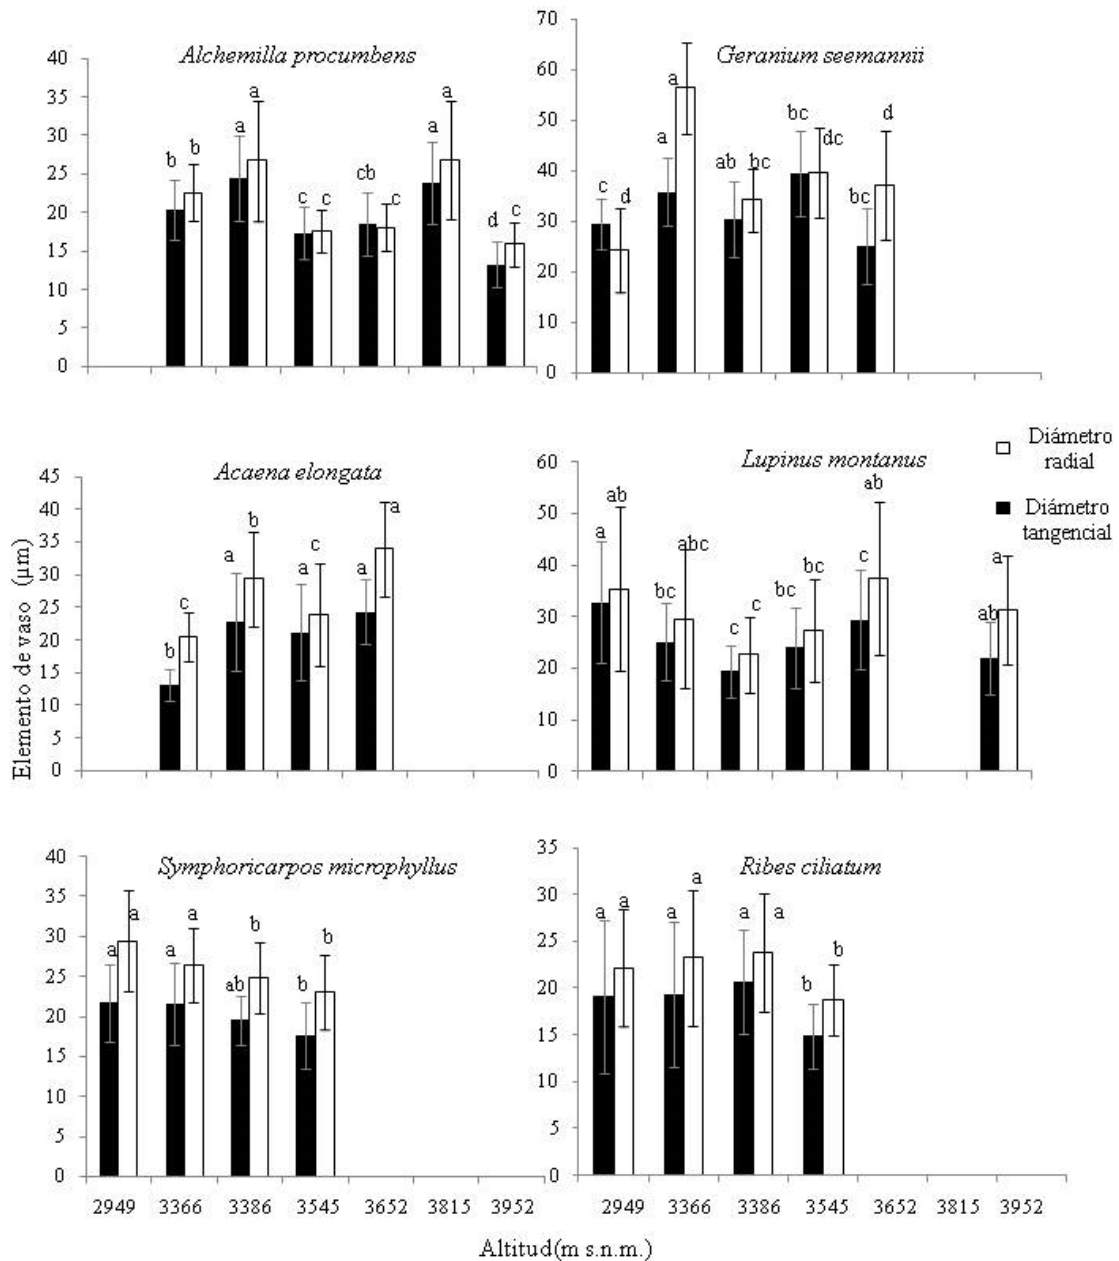 Alchemilla procumbens
40
35
30
25
20
15
10
5
0
b b
a a
c c
cb c
a a
d c
Geranium seemannii
70
60
50
40
30
20
10
0
c d
a a
ab bc
bc dc
bc d
Acaena elongata
45
40
35
30
25
20
15
10
5
0
b c
a b
a c
a a
Lupinus montanus
60
50
40
30
20
10
0
a ab
bc abc
c c
bc bc
c ab
ab a
Diámetro
radial
Diámetro
tangencial
Elemento de vaso (µm)
Symphoricarpos microphyllus
40
35
30
25
20
15
10
5
0
a a
a a
ab b
b b
2949 3366 3386 3545 3652 3815 3952
Ribes ciliatum
35
30
25
20
15
10
5
0
a a
a a
a a
b b
2949 3366 3386 3545 3652 3815 3952
Altitud(m s.n.m.)